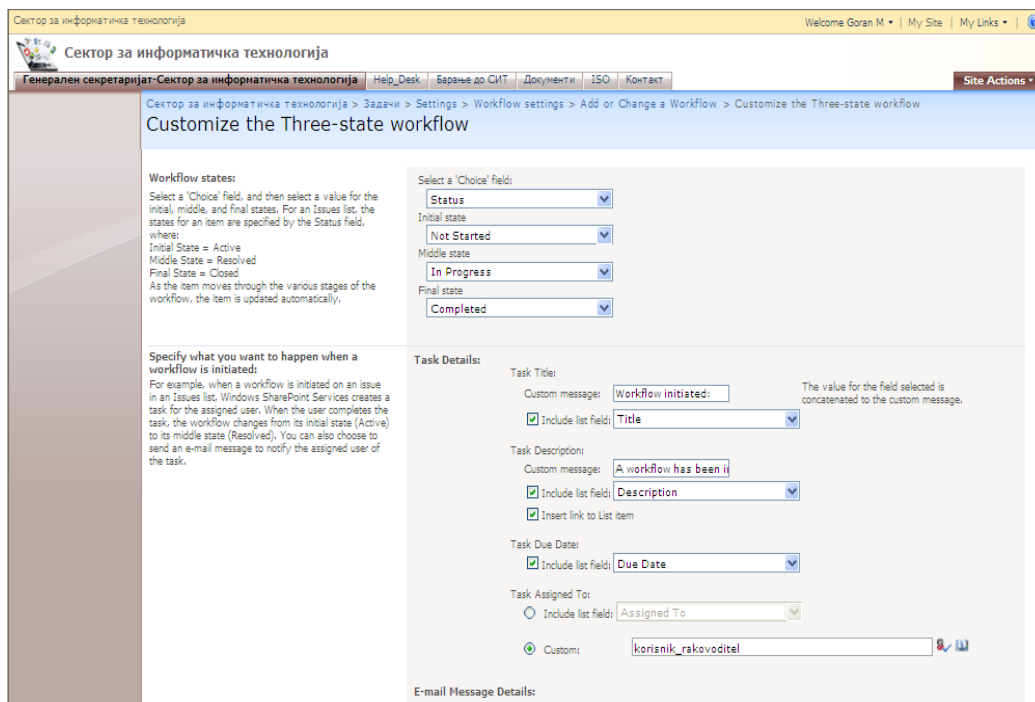 Сектор за информатичка технологија
Welcome Goran M | My Site | My Links |
Сектор за информатичка технологија
Генерален секретаријат-Сектор за информатичка технологија Help_Desk Барање до СИТ Документи ISO Контакт Site Actions
Сектор за информатичка технологија > Задачи > Settings > Workflow settings > Add or Change a Workflow > Customize the Three-state workflow
Customize the Three-state workflow
Workflow states:
Select a 'Choice' field, and then select a value for the
initial, middle, and final states. For an Issues list, the
states for an item are specified by the Status field,
where:
Initial State = Active
Middle State = Resolved
Final State = Closed
As the item moves through the various stages of the
workflow, the item is updated automatically.
Select a 'Choice' field:
Status
Initial state
Not Started
Middle state
In Progress
Final state
Completed
Specify what you want to happen when a
workflow is initiated:
For example, when a workflow is initiated on an issue
in an Issues list, Windows SharePoint Services creates a
task for the assigned user. When the user completes the
task, the workflow changes from its initial state (Active)
to its middle state (Resolved). You can also choose to
send an e-mail message to notify the assigned user of
the task.
Task Details:
Task Title:
Custom message: Workflow initiated:
The value for the field selected is
concatenated to the custom message.
Include list field: Title
Task Description:
Custom message: A workflow has been in
Include list field: Description
Insert link to List item
Task Due Date:
Include list field: Due Date
Task Assigned To:
Include list field: Assigned To
Custom: korisnik_rakovoditel
E-mail Message Details: